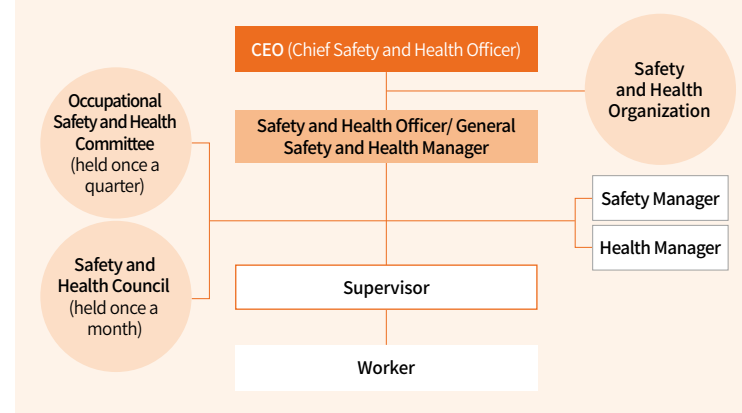 CEO (Chief Safety and Health Officer)
Safety
and Health
Organization
Occupational
Safety and Health
Committee
(held once a
quarter)
Safety and Health Officer/ General
Safety and Health Manager
Safety Manager
Health Manager
Safety and
Health Council
(held once a
month)
Supervisor
Worker